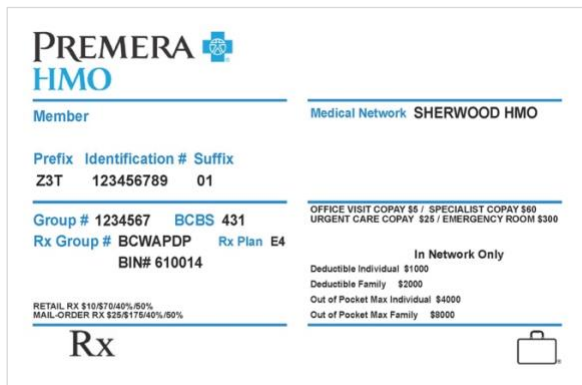 PREMERA
HMO
Member
Prefix Identification # Suffix
Z3T 123456789 01
Group # 1234567 BCBS 431
Rx Group # BCWAPDP Rx Plan E4
BIN# 610014
RETAIL RX $10/$70/40%/50%
MAIL-ORDER RX $25/$175/40%/50%
Rx
Medical Network SHERWOOD HMO
OFFICE VISIT COPAY $5 / SPECIALIST COPAY $60
URGENT CARE COPAY $25 / EMERGENCY ROOM $300
In Network Only
Deductible Individual $1000
Deductible Family $2000
Out of Pocket Max Individual $4000
Out of Pocket Max Family $8000